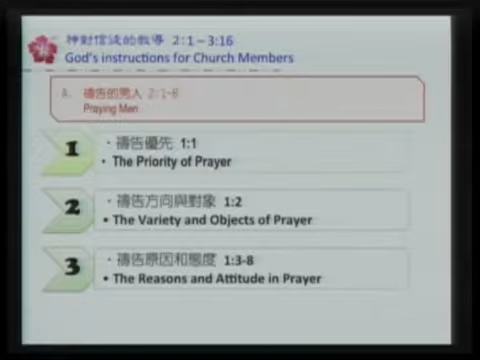 神對信徒的教導 2:1–3:16
God's instructions for Church Members
A. 禱告的男人 2:1-8
Praying Men
1
· 禱告優先 1:1
• The Priority of Prayer
2
· 禱告方向與對象 1:2
• The Variety and Objects of Prayer
3
· 禱告原因和態度 1:3-8
• The Reasons and Attitude in Prayer